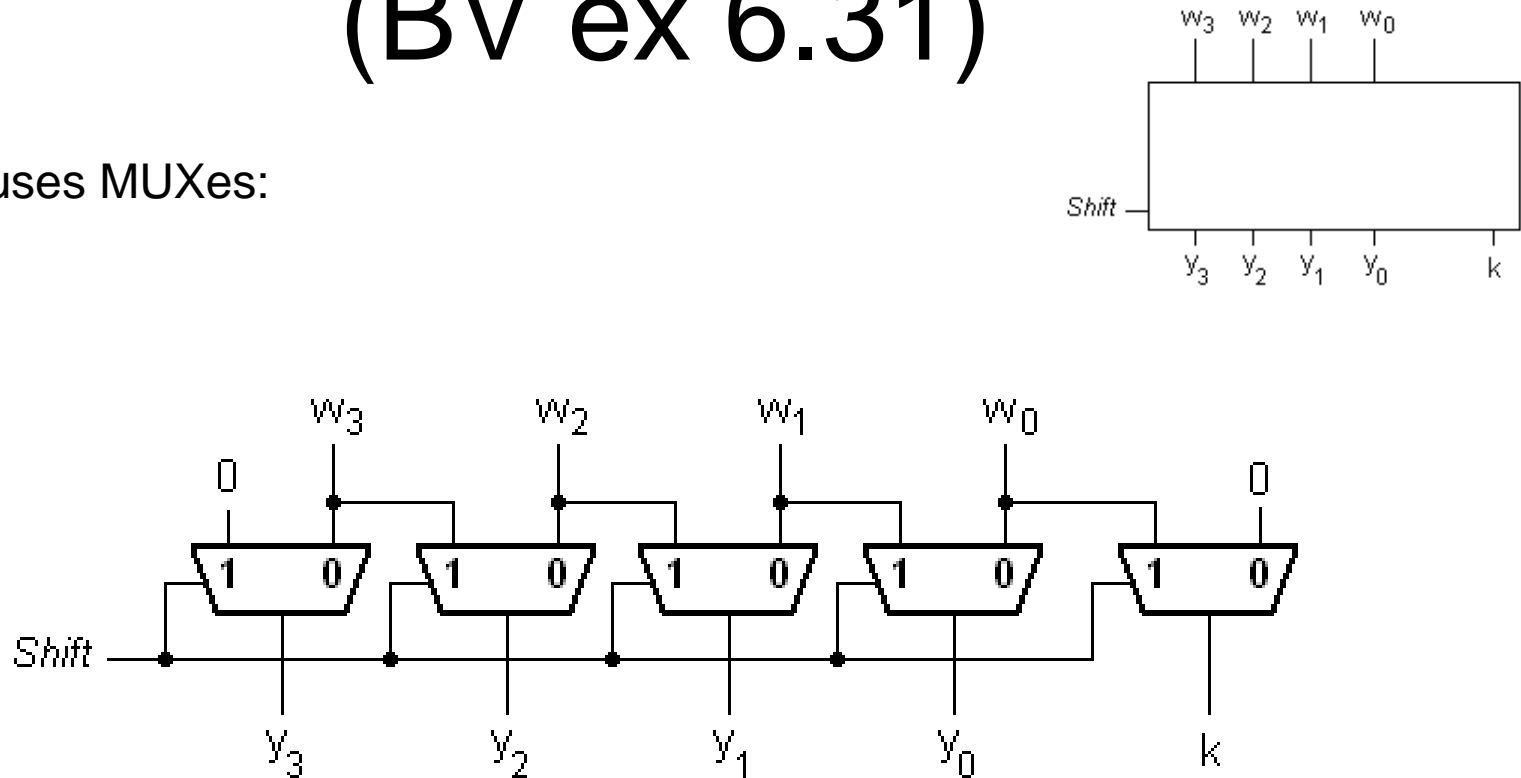 (BV ex 6.31)
uses MUXes:
w3 w2 w1 w0
Shift
y3 y2 y1 y0 k
w3 w2 w1 w0
0 0
1 0 1 0 1 0 1 0 1 0
Shift
y3 y2 y1 y0 k